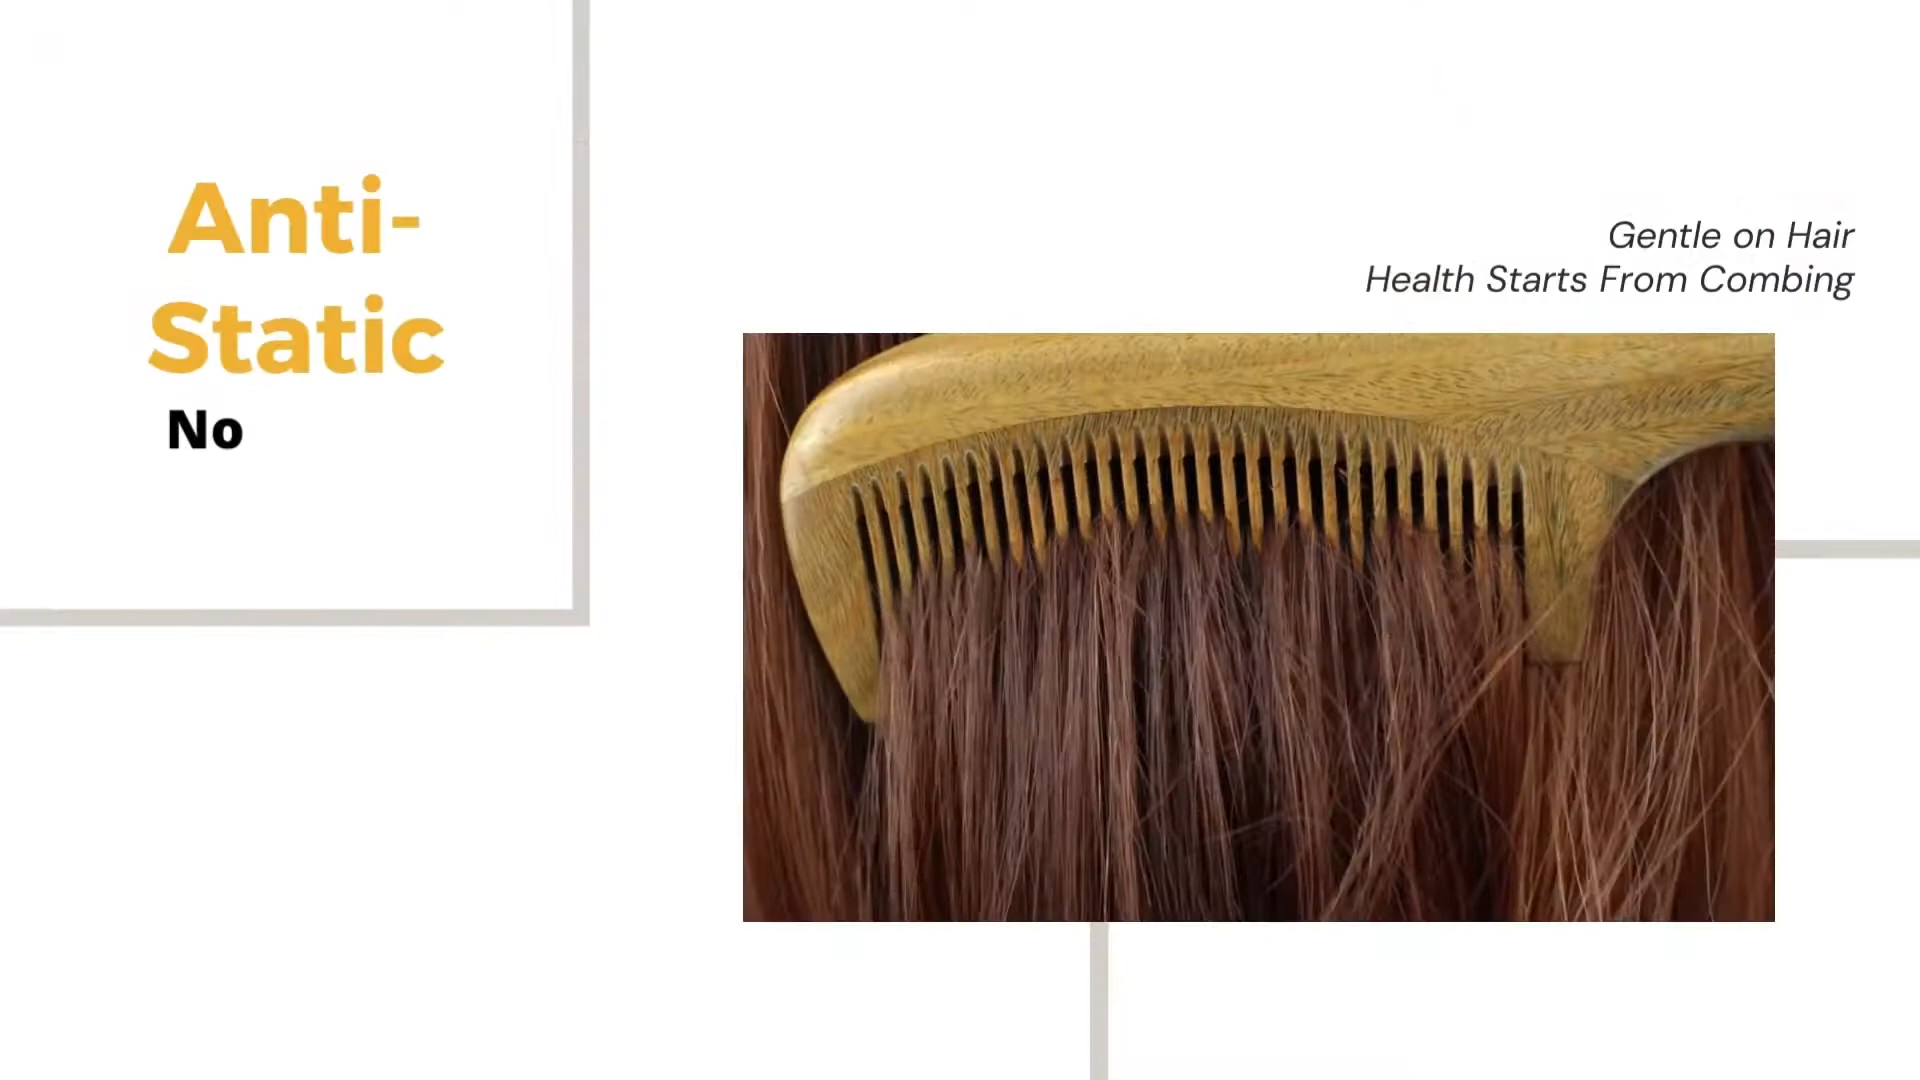 Anti-
Static
No
Gentle on Hair
Health Starts From Combing